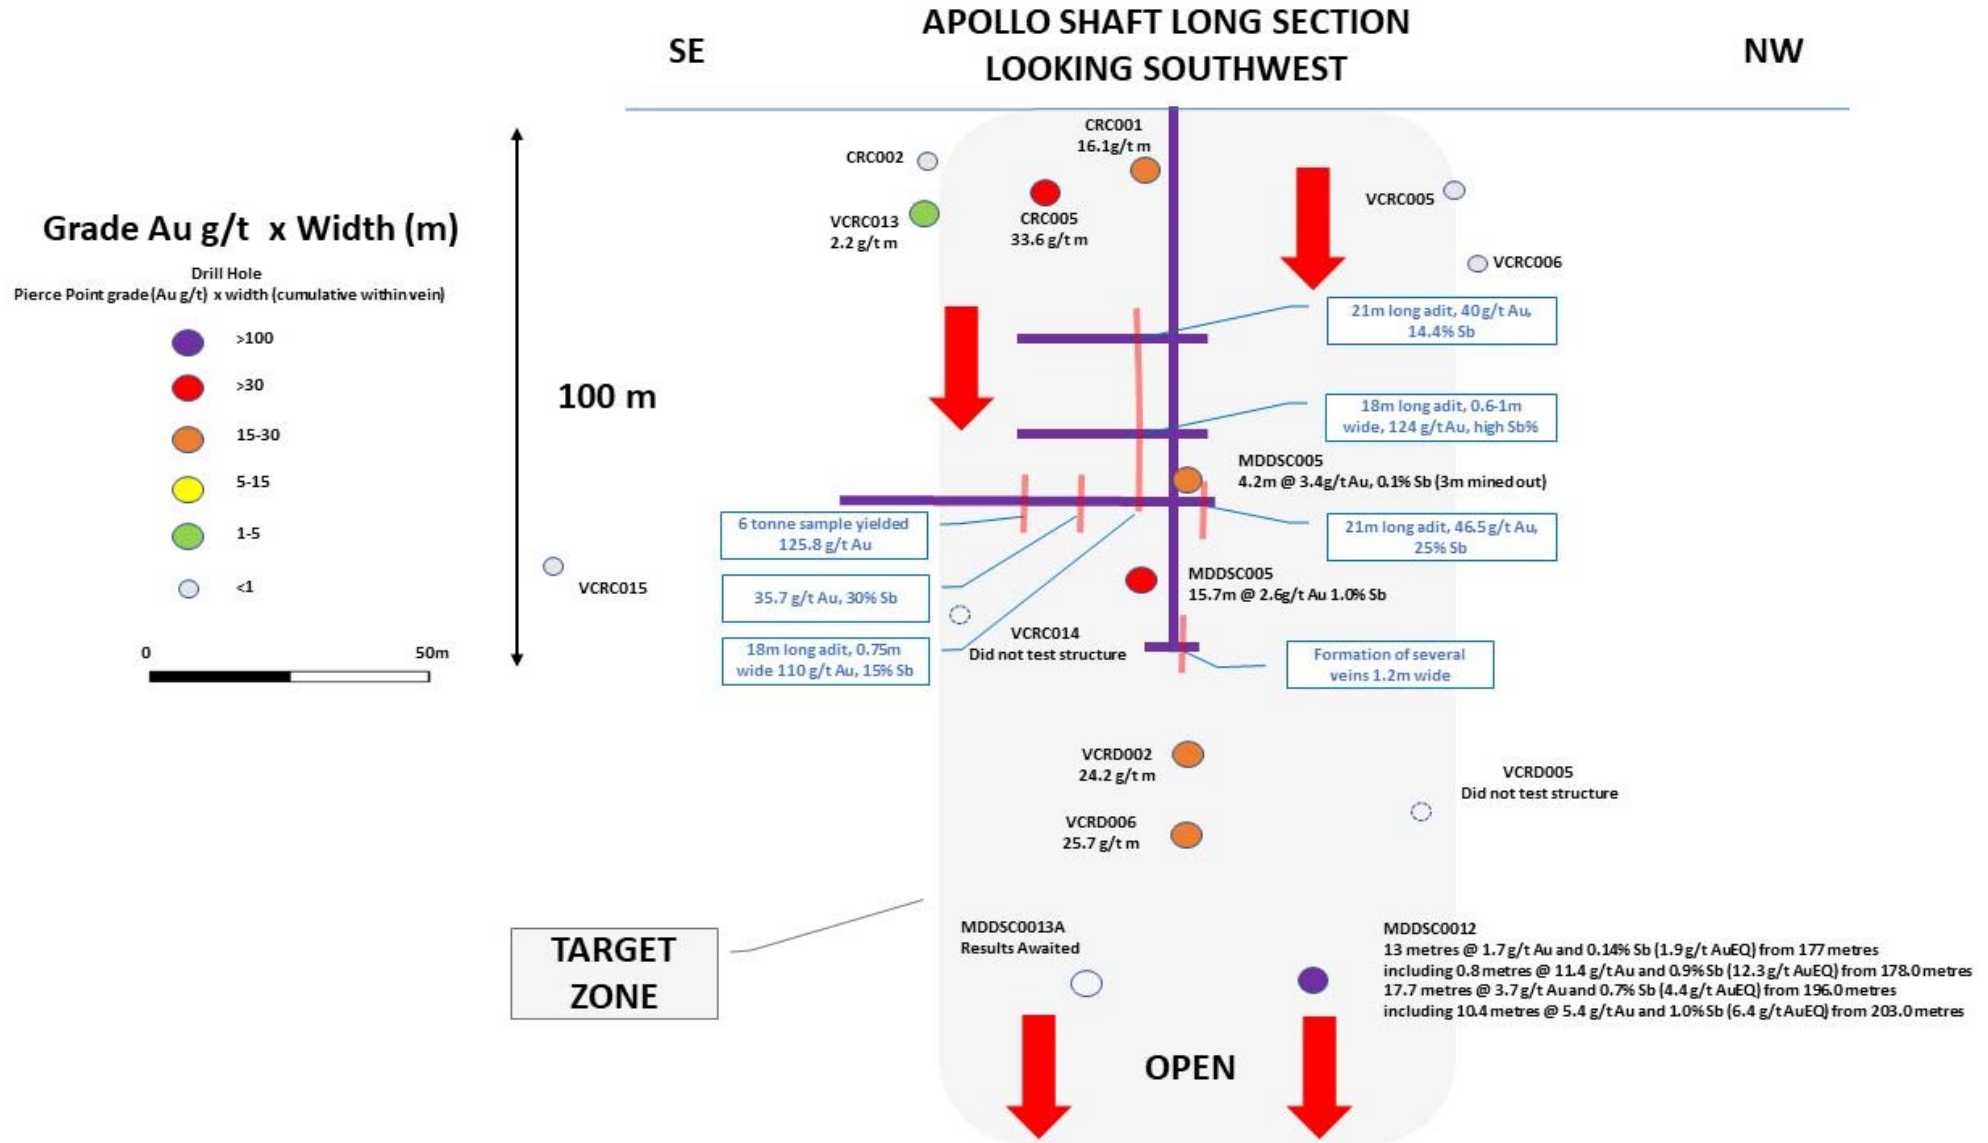 APOLLO SHAFT LONG SECTION
LOOKING SOUTHWEST
SE
NW
Grade Au g/t x Width (m)
Drill Hole
Pierce Point grade (Au g/t) x width (cumulative within vein)
>100
>30
15-30
5-15
1-5
<1
0
50m
100 m
CRC001
16.1g/t m
CRC002
VCRC013
2.2 g/t m
CRC005
33.6 g/t m
VCRC005
VCRC006
21m long adit, 40 g/t Au,
14.4% Sb
18m long adit, 0.6-1m
wide, 124 g/t Au, high Sb%
MDDSC005
4.2m @ 3.4g/t Au, 0.1% Sb (3m mined out)
6 tonne sample yielded
125.8 g/t Au
21m long adit, 46.5 g/t Au,
25% Sb
VCRC015
35.7 g/t Au, 30% Sb
MDDSC005
15.7m @ 2.6g/t Au 1.0% Sb
VCRC014
Did not test structure
18m long adit, 0.75m
wide 110 g/t Au, 15% Sb
Formation of several
veins 1.2m wide
VCRD002
24.2 g/t m
VCRD005
Did not test structure
VCRD006
25.7 g/t m
TARGET
ZONE
MDDSC0013A
Results Awaited
MDDSC0012
13 metres @ 1.7 g/t Au and 0.14% Sb (1.9 g/t AuEQ) from 177 metres
including 0.8 metres @ 11.4 g/t Au and 0.9% Sb (12.3 g/t AuEQ) from 178.0 metres
17.7 metres @ 3.7 g/t Au and 0.7% Sb (4.4 g/t AuEQ) from 196.0 metres
including 10.4 metres @ 5.4 g/t Au and 1.0% Sb (6.4 g/t AuEQ) from 203.0 metres
OPEN